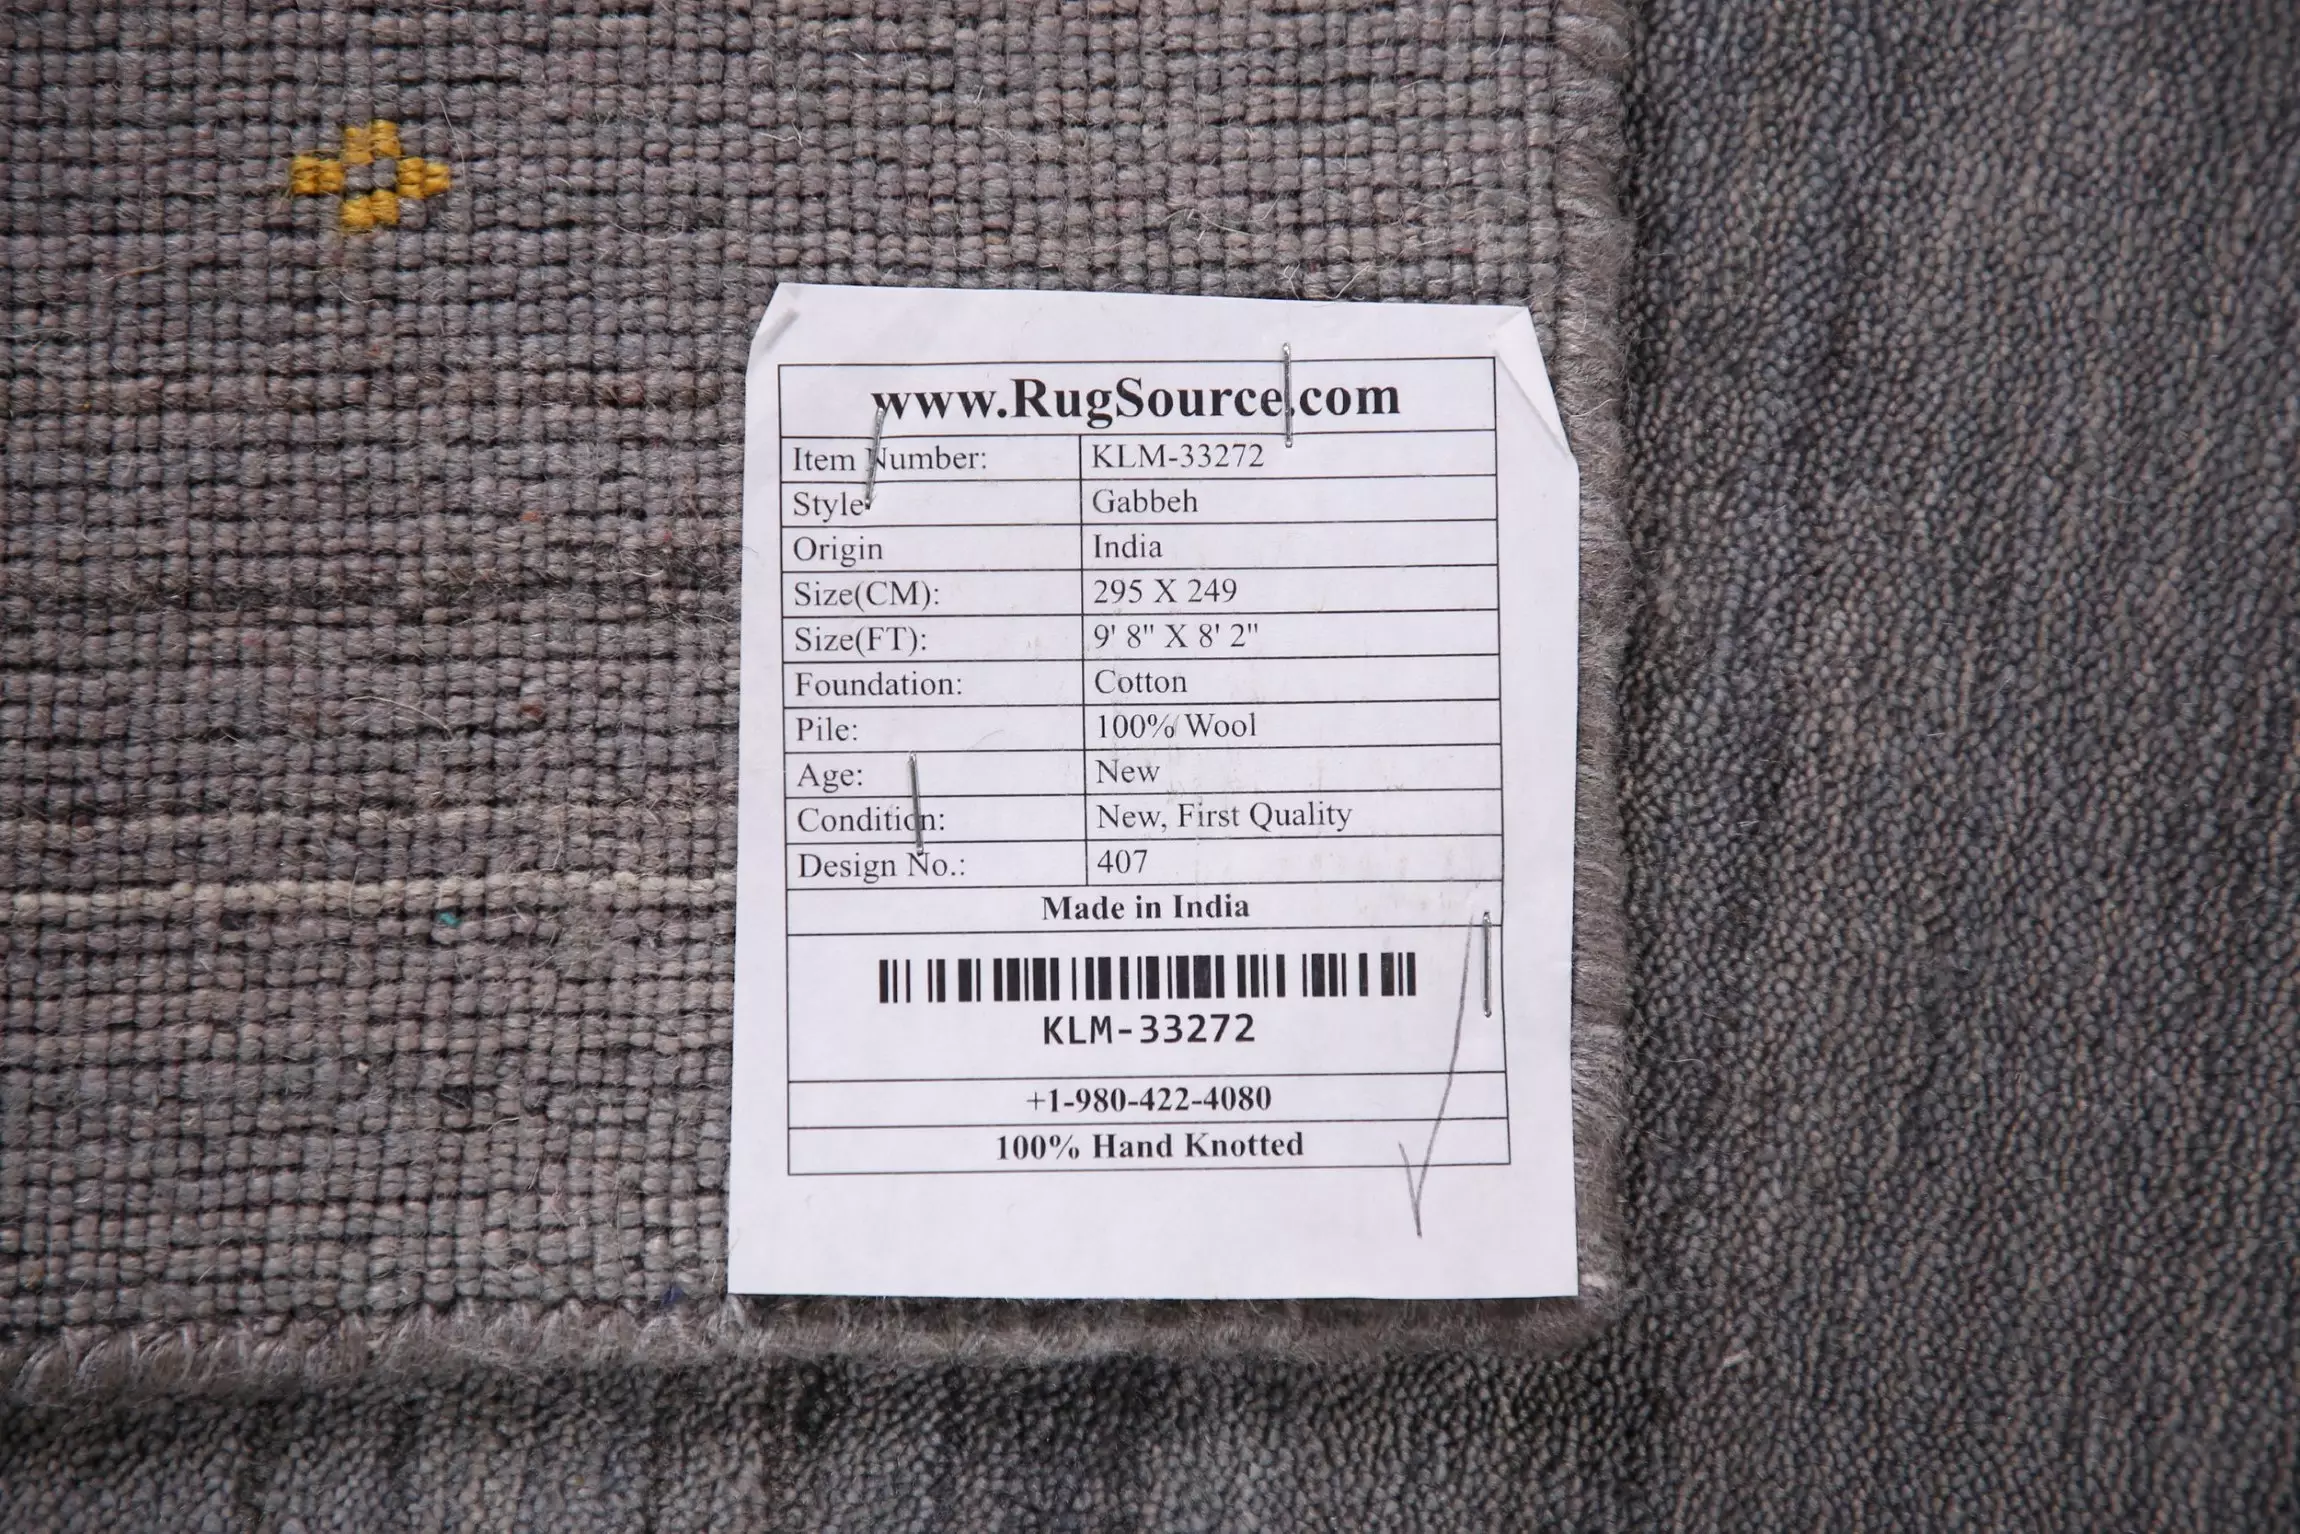 www.RugSource.com
Item Number: KLM-33272
Style: Gabbeh
Origin India
Size(CM): 295 X 249
Size(FT): 9' 8" X 8' 2"
Foundation: Cotton
Pile: 100% Wool
Age: New
Condition: New, First Quality
Design No.: 407
Made in India
KLM-33272
+1-980-422-4080
100% Hand Knotted